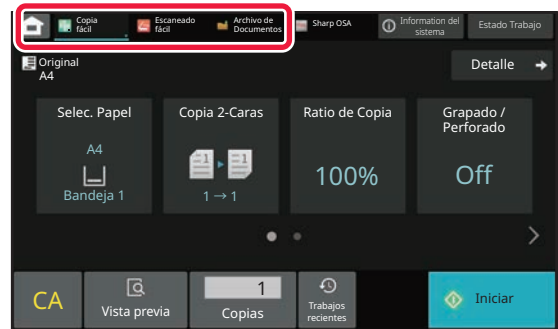 Copia fácil
Escaneado fácil
Archivo de Documentos
Sharp OSA
Information del sistema
Estado Trabajo
Original
A4
Detalle
Selec. Papel
A4
Bandeja 1
Copia 2-Caras
1
1
1 → 1
Ratio de Copia
100%
Grapado / Perforado
Off
CA
Vista previa
1
Copias
Trabajos recientes
Iniciar